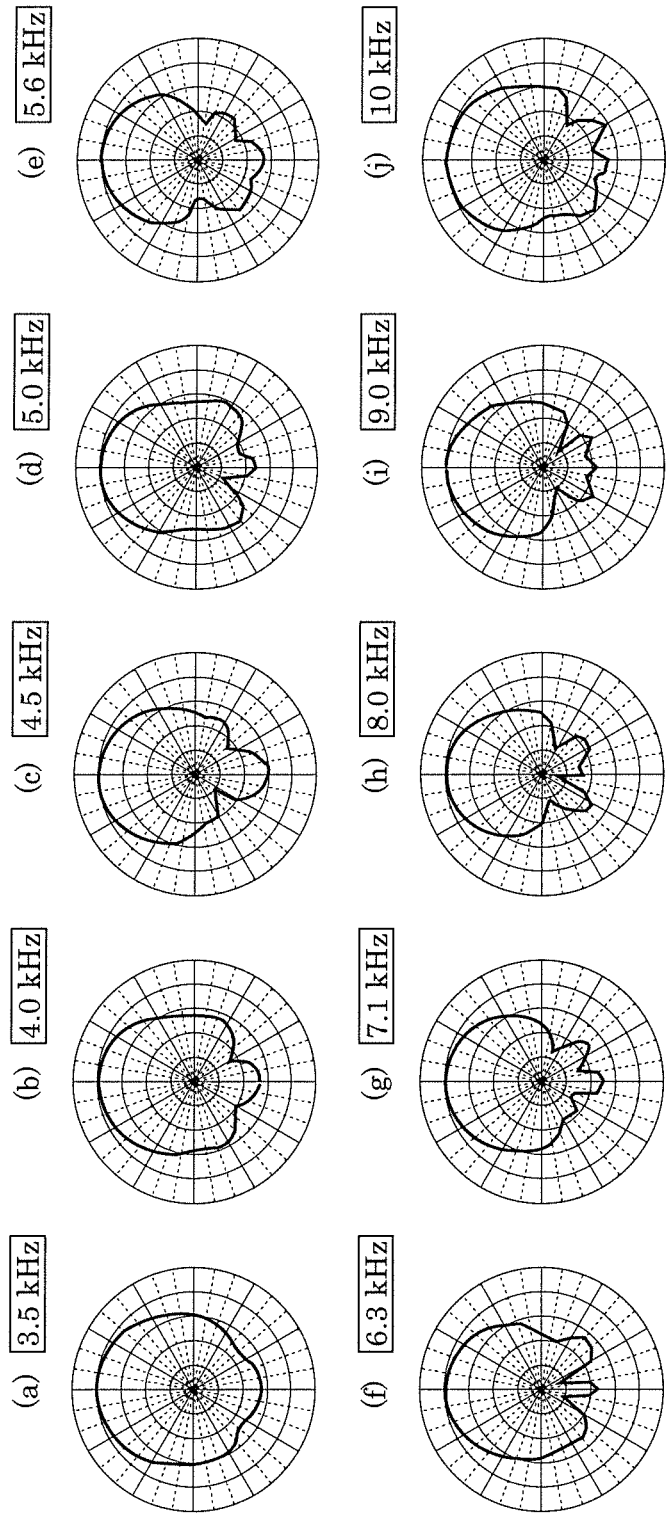 (a) 3.5 kHz
(b) 4.0 kHz
(c) 4.5 kHz
(d) 5.0 kHz
(e) 5.6 kHz
(f) 6.3 kHz
(g) 7.1 kHz
(h) 8.0 kHz
(i) 9.0 kHz
(j) 10 kHz